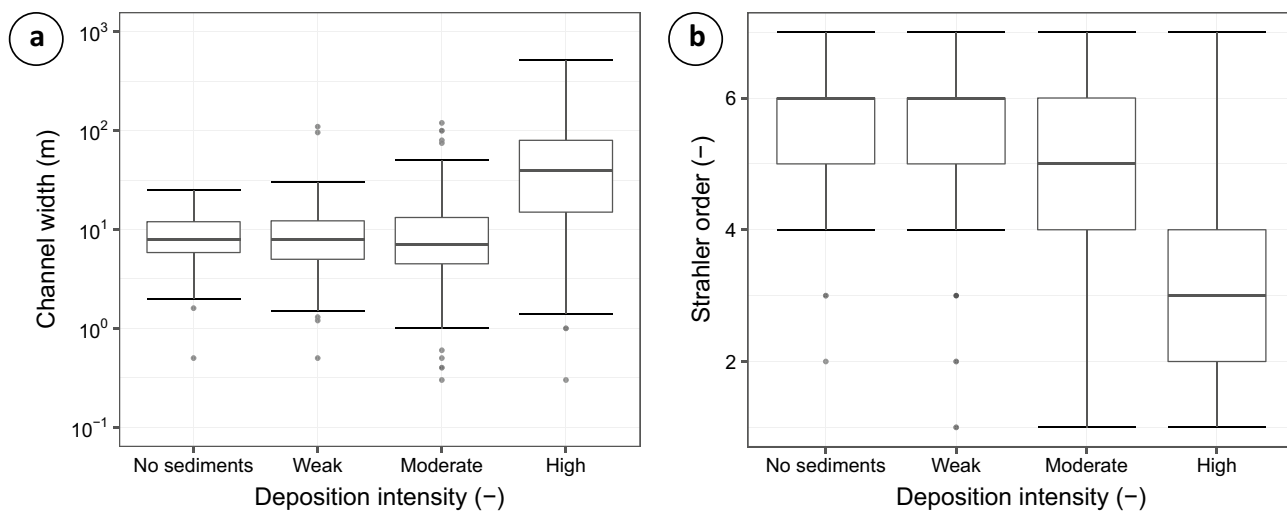 a
Channel width (m)
10³
10²
10¹
10⁰
10⁻¹
No sediments Weak Moderate High
Deposition intensity (−)
b
Strahler order (−)
6
4
2
No sediments Weak Moderate High
Deposition intensity (−)